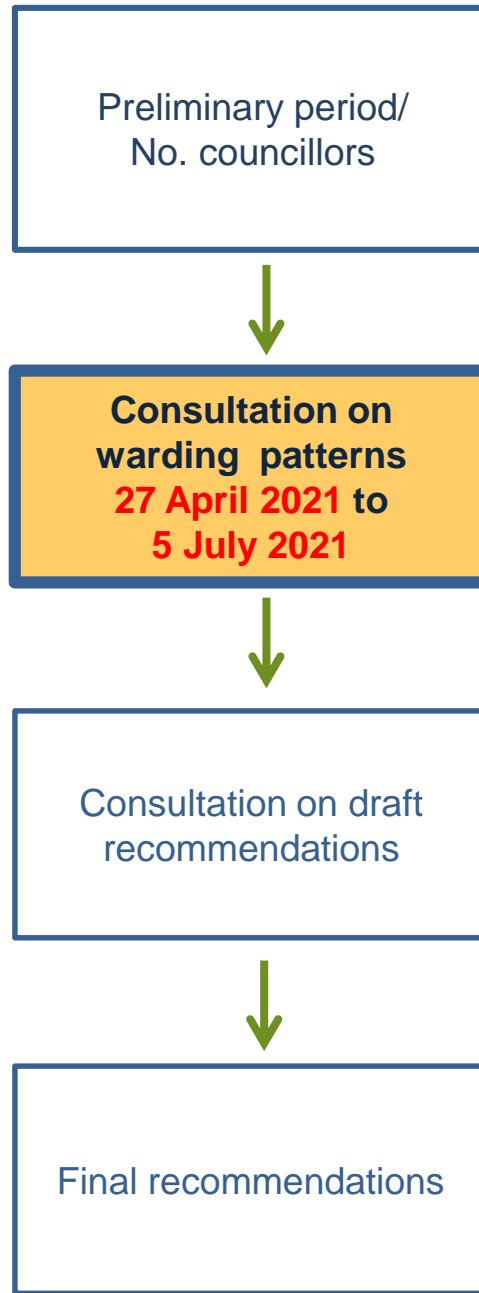 Preliminary period/
No. councillors
Consultation on
warding patterns
27 April 2021 to
5 July 2021
Consultation on draft
recommendations
Final recommendations